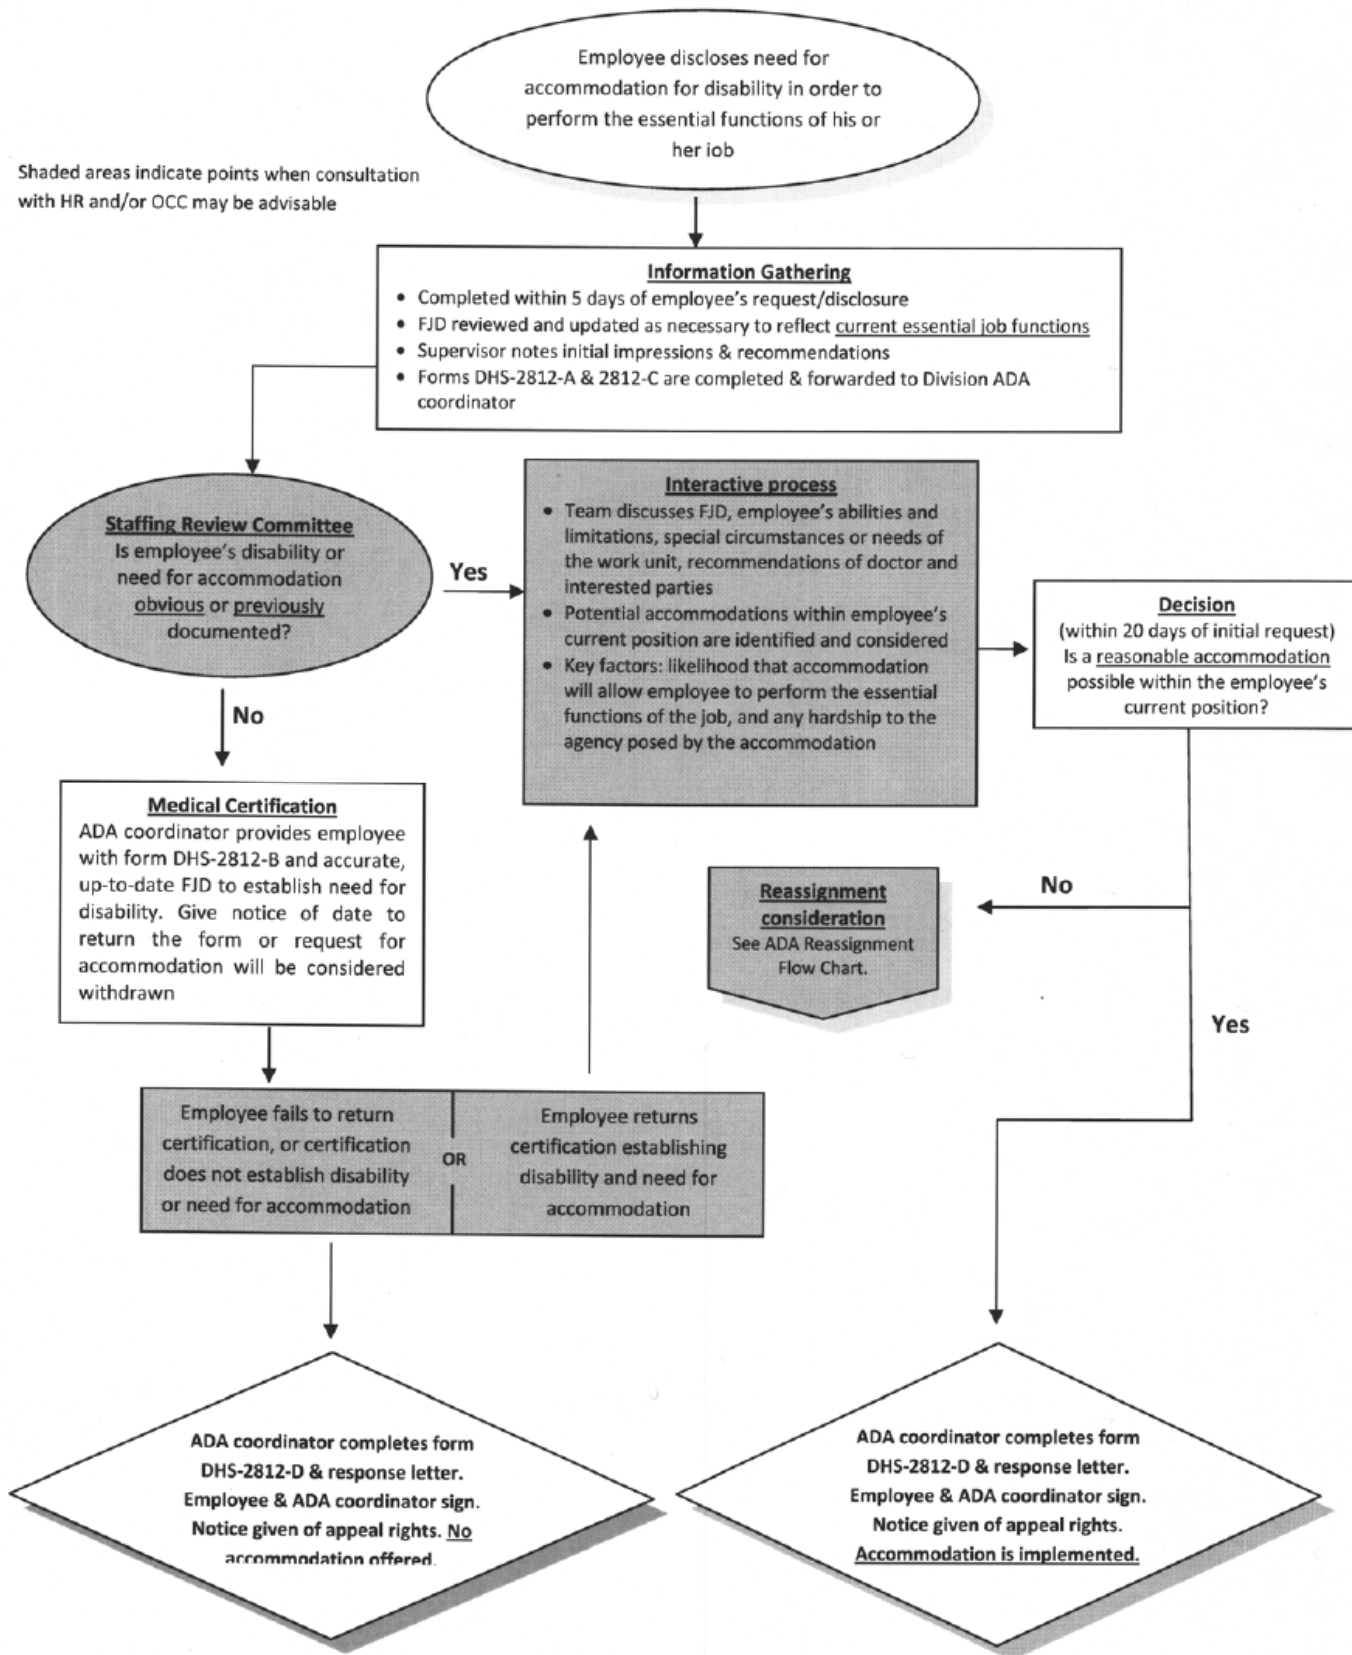 Employee discloses need for
accommodation for disability in order to
perform the essential functions of his or
her job
Shaded areas indicate points when consultation
with HR and/or OCC may be advisable
Information Gathering
• Completed within 5 days of employee's request/disclosure
• FJD reviewed and updated as necessary to reflect current essential job functions
• Supervisor notes initial impressions & recommendations
• Forms DHS-2812-A & 2812-C are completed & forwarded to Division ADA
coordinator
Staffing Review Committee
Is employee's disability or
need for accommodation
obvious or previously
documented?
Yes
Interactive process
• Team discusses FJD, employee's abilities and
limitations, special circumstances or needs of
the work unit, recommendations of doctor and
interested parties
• Potential accommodations within employee's
current position are identified and considered
• Key factors: likelihood that accommodation
will allow employee to perform the essential
functions of the job, and any hardship to the
agency posed by the accommodation
Decision
(within 20 days of initial request)
Is a reasonable accommodation
possible within the employee's
current position?
No
Medical Certification
ADA coordinator provides employee
with form DHS-2812-B and accurate,
up-to-date FJD to establish need for
disability. Give notice of date to
return the form or request for
accommodation will be considered
withdrawn
Reassignment
consideration
See ADA Reassignment
Flow Chart.
No
Yes
Employee fails to return
certification, or certification
does not establish disability
or need for accommodation
OR
Employee returns
certification establishing
disability and need for
accommodation
ADA coordinator completes form
DHS-2812-D & response letter.
Employee & ADA coordinator sign.
Notice given of appeal rights. No
accommodation offered.
ADA coordinator completes form
DHS-2812-D & response letter.
Employee & ADA coordinator sign.
Notice given of appeal rights.
Accommodation is implemented.